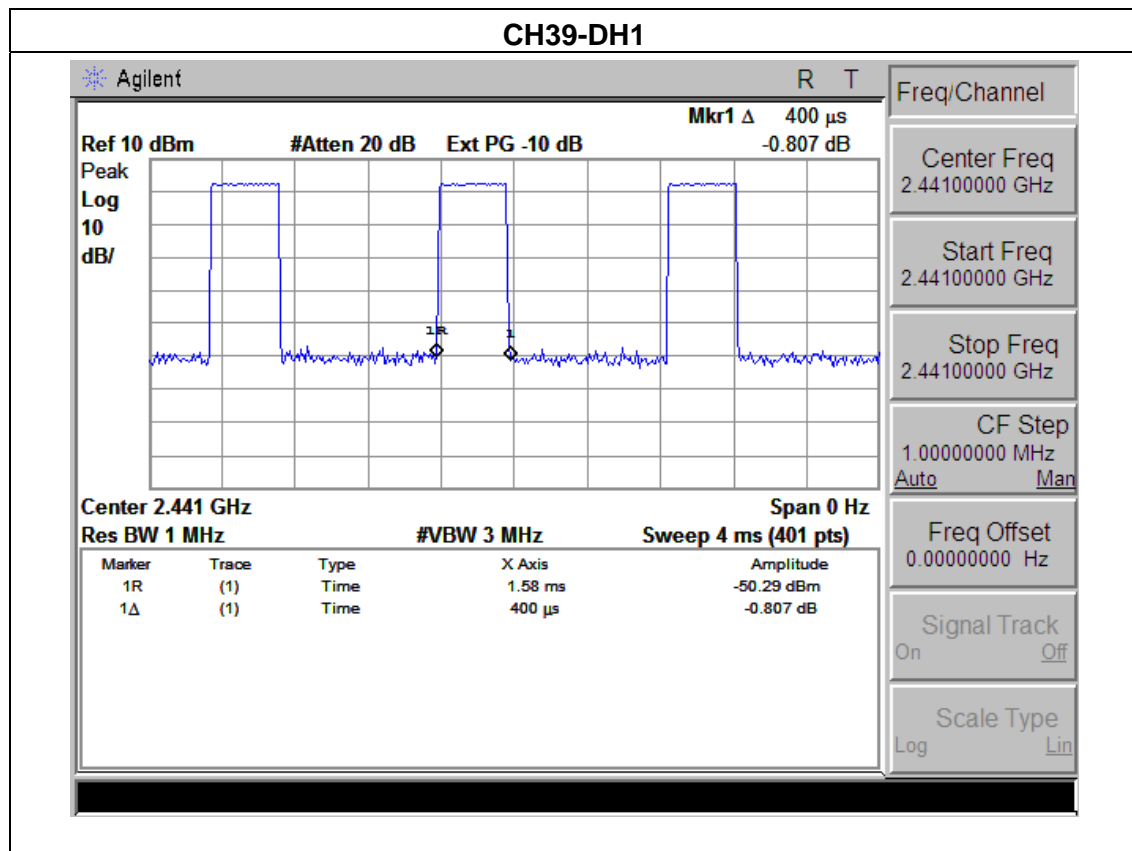 CH39-DH1
Agilent R T
Mkr1 Δ 400 µs
Ref 10 dBm #Atten 20 dB Ext PG -10 dB -0.807 dB
Peak
Log
10
dB/
1R
1
Center 2.441 GHz Span 0 Hz
Res BW 1 MHz #VBW 3 MHz Sweep 4 ms (401 pts)
Marker Trace Type X Axis Amplitude
1R (1) Time 1.58 ms -50.29 dBm
1Δ (1) Time 400 µs -0.807 dB
Freq/Channel
Center Freq
2.44100000 GHz
Start Freq
2.44100000 GHz
Stop Freq
2.44100000 GHz
CF Step
1.00000000 MHz
Auto Man
Freq Offset
0.00000000 Hz
Signal Track
On Off
Scale Type
Log Lin